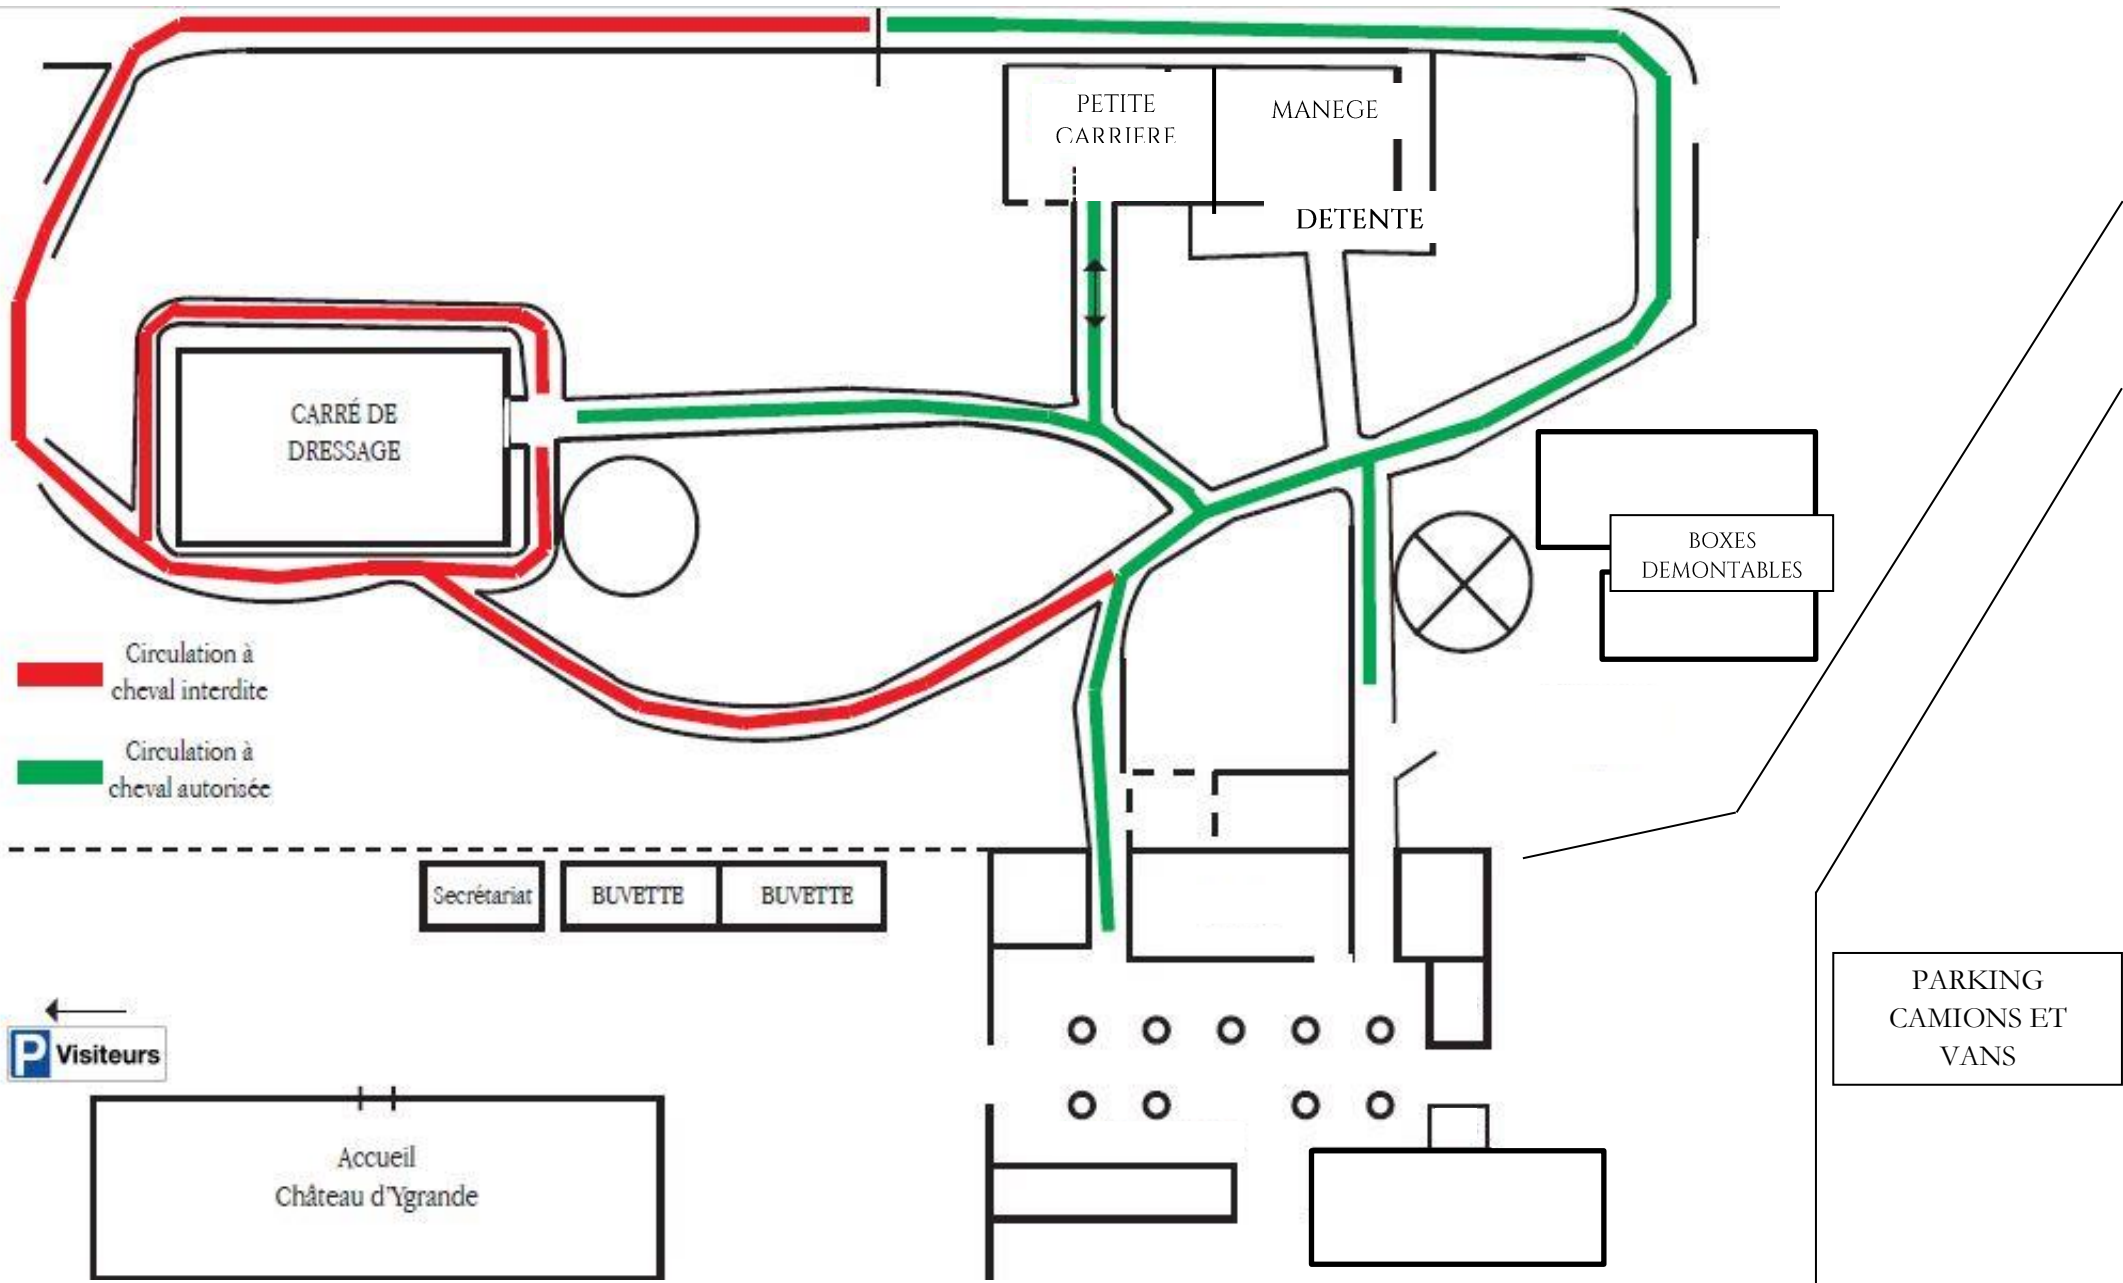 PETITE
CARRIERE
MANEGE
DETENTE
CARRÉ DE
DRESSAGE
BOXES
DEMONTABLES
Circulation à
cheval interdite
Circulation à
cheval autorisée
Secrétariat
BUVETTE
BUVETTE
PARKING
CAMIONS ET
VANS
P Visiteurs
Accueil
Château d'Ygrande